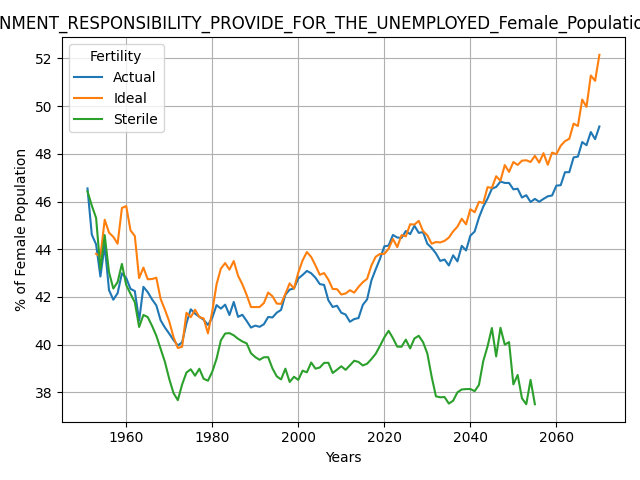 NMENT_RESPONSIBILITY_PROVIDE_FOR_THE_UNEMPLOYED_Female_Populatio
Fertility
Actual
Ideal
Sterile
% of Female Population
52
50
48
46
44
42
40
38
1960 1980 2000 2020 2040 2060
Years